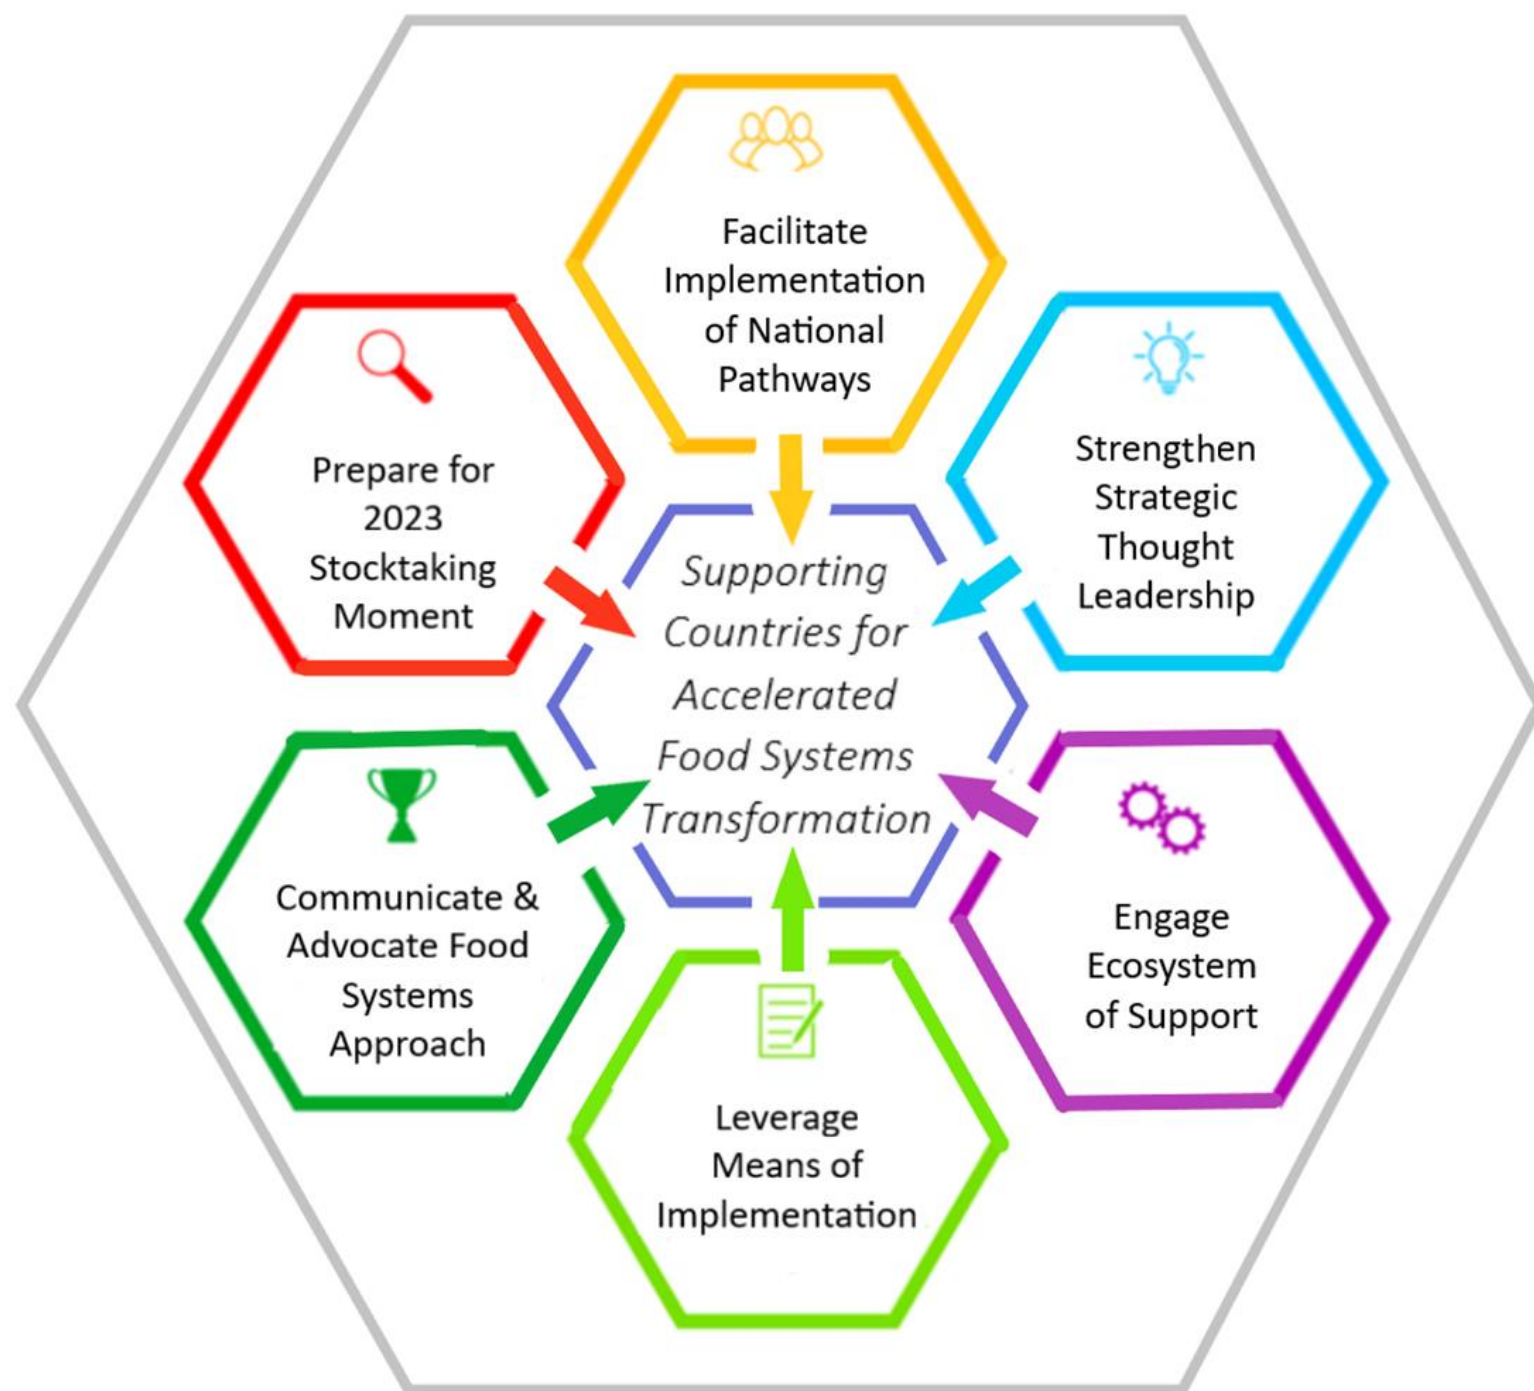 Facilitate
Implementation
of National
Pathways
Strengthen
Strategic
Thought
Leadership
Engage
Ecosystem
of Support
Leverage
Means of
Implementation
Communicate &
Advocate Food
Systems
Approach
Prepare for
2023
Stocktaking
Moment
Supporting
Countries for
Accelerated
Food Systems
Transformation